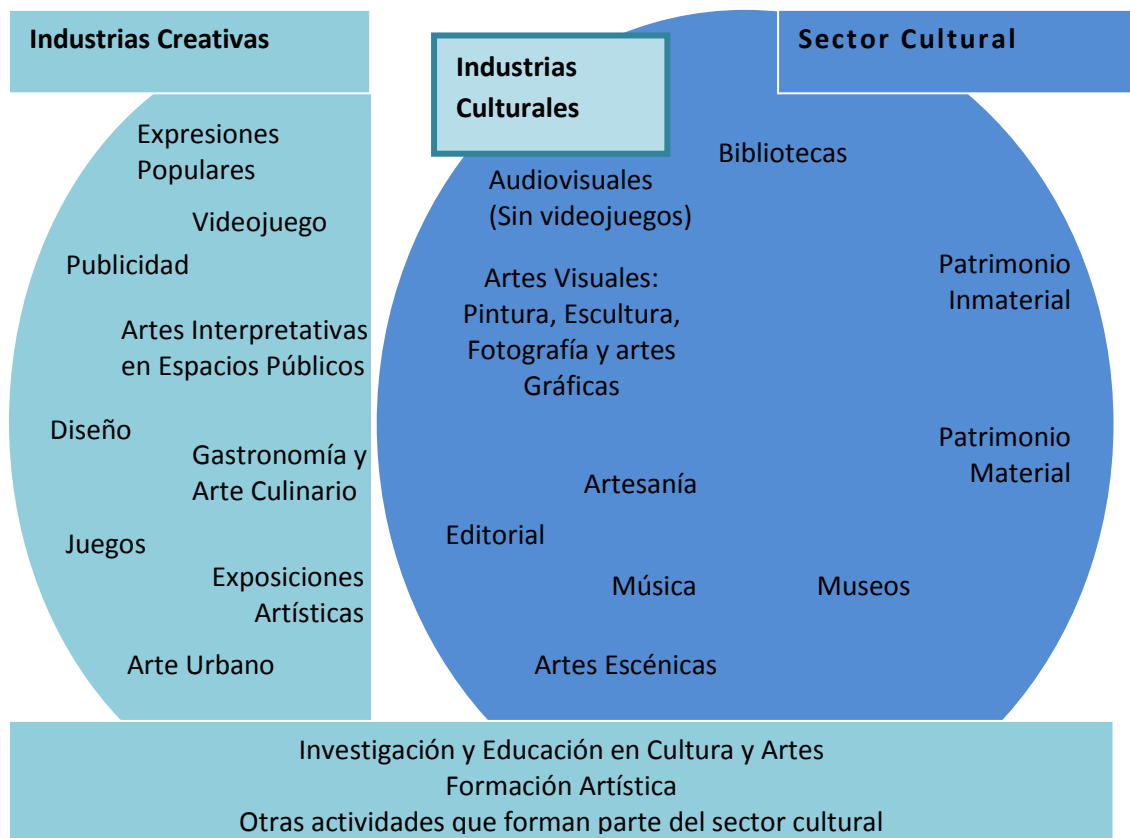 Industrias Creativas
Expresiones
Populares
Videojuego
Publicidad
Artes Interpretativas
en Espacios Públicos
Diseño
Gastronomía y
Arte Culinario
Juegos
Exposiciones
Artísticas
Arte Urbano
Industrias
Culturales
Sector Cultural
Bibliotecas
Audiovisuales
(Sin videojuegos)
Artes Visuales:
Pintura, Escultura,
Fotografía y artes
Gráficas
Patrimonio
Inmaterial
Patrimonio
Material
Artesanía
Editorial
Música
Museos
Artes Escénicas
Investigación y Educación en Cultura y Artes
Formación Artística
Otras actividades que forman parte del sector cultural